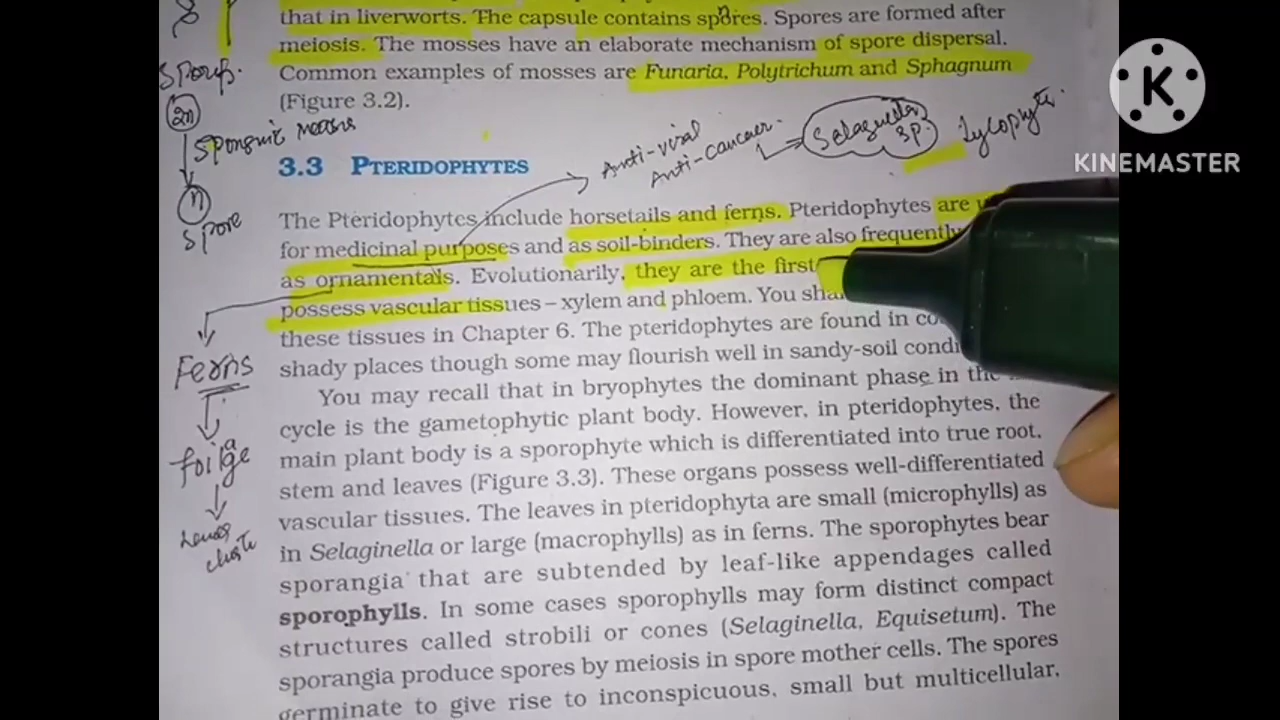 that in liverworts. The capsule contains spores. Spores are formed after
meiosis. The mosses have an elaborate mechanism of spore dispersal.
Common examples of mosses are Funaria, Polytrichum and Sphagnum
(Figure 3.2).
2n
n
Spore
Anti-viral
Anti-cancer
sp.
KINEMASTER
3.3 PTERIDOPHYTES
The Pteridophytes include horsetails and ferns. Pteridophytes are
for medicinal purposes and as soil-binders. They are also frequently
as ornamentals. Evolutionarily, they are the first
possess vascular tissues – xylem and phloem. You
these tissues in Chapter 6. The pteridophytes are found in
shady places though some may flourish well in sandy-soil
Ferns
You may recall that in bryophytes the dominant phase in the
cycle is the gametophytic plant body. However, in pteridophytes, the
main plant body is a sporophyte which is differentiated into true root,
stem and leaves (Figure 3.3). These organs possess well-differentiated
vascular tissues. The leaves in pteridophyta are small (microphylls) as
in Selaginella or large (macrophylls) as in ferns. The sporophytes bear
sporangia that are subtended by leaf-like appendages called
sporophylls. In some cases sporophylls may form distinct compact
structures called strobili or cones (Selaginella, Equisetum). The
sporangia produce spores by meiosis in spore mother cells. The spores
germinate to give rise to inconspicuous, small but multicellular,